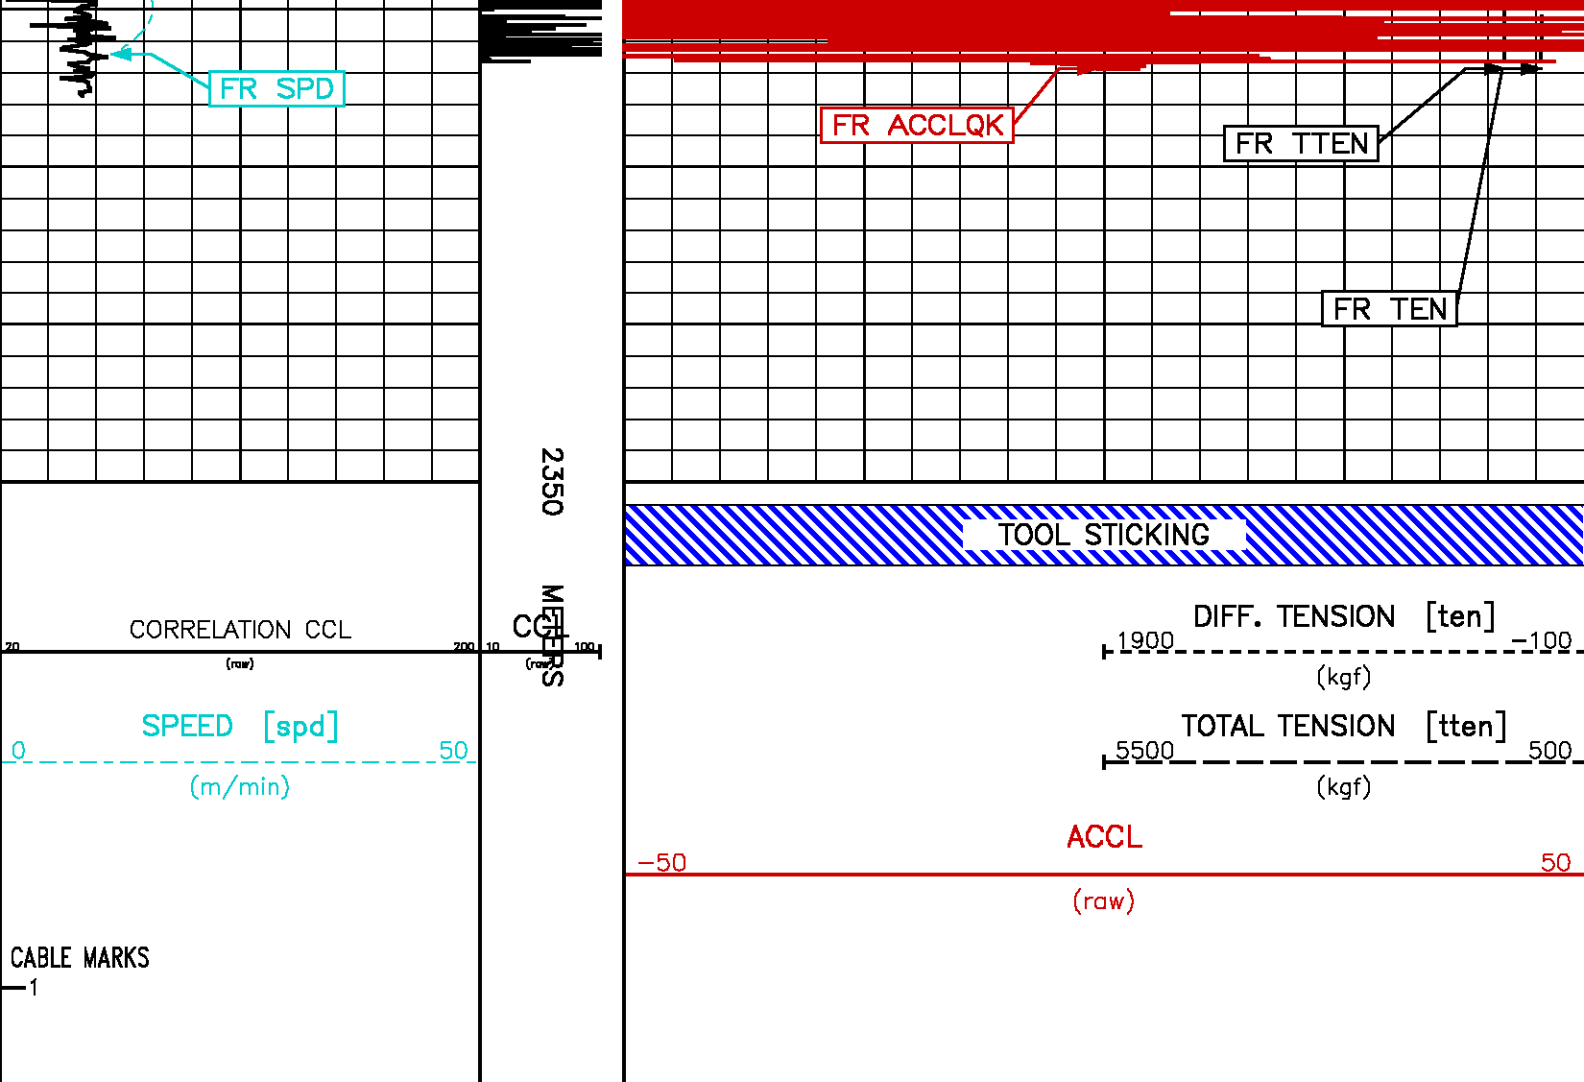 FR SPD
FR ACCLQK
FR TTEN
FR TEN
2350
METERS
TOOL STICKING
CORRELATION CCL
20 200
(raw)
CCL
10 100
(raw)
DIFF. TENSION [ten]
1900 -100
(kgf)
SPEED [spd]
0 50
(m/min)
TOTAL TENSION [tten]
5500 500
(kgf)
ACCL
-50 50
(raw)
CABLE MARKS
1